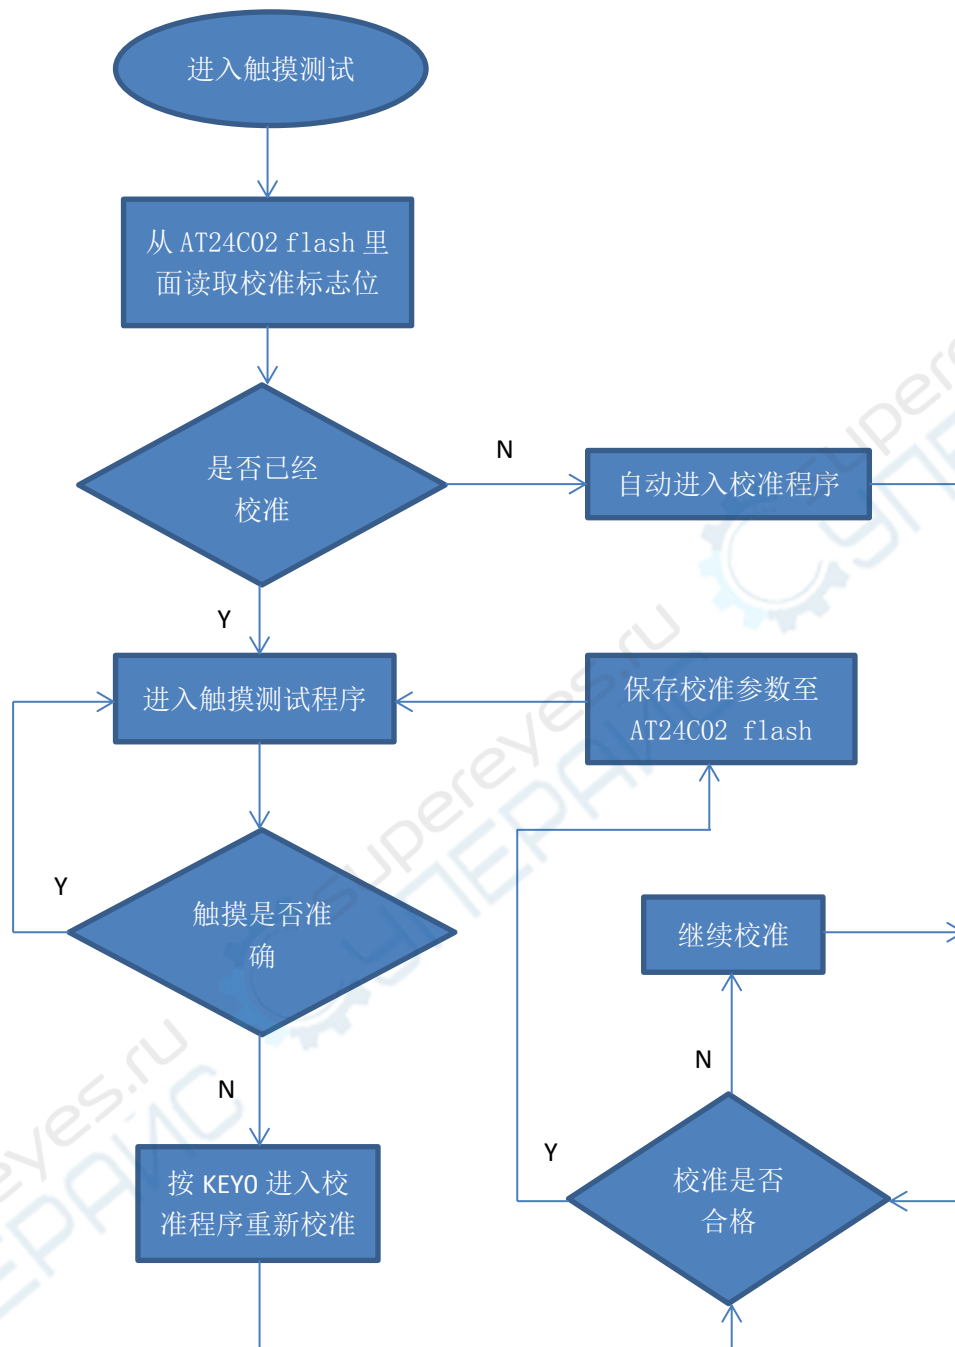 进入触摸测试
从 AT24C02 flash 里
面读取校准标志位
是否已经
校准
N
自动进入校准程序
Y
进入触摸测试程序
保存校准参数至
AT24C02 flash
Y
触摸是否准
确
继续校准
N
N
按 KEY0 进入校
准程序重新校准
Y
校准是否
合格
supereyes.ru
СУПЕРАЙС